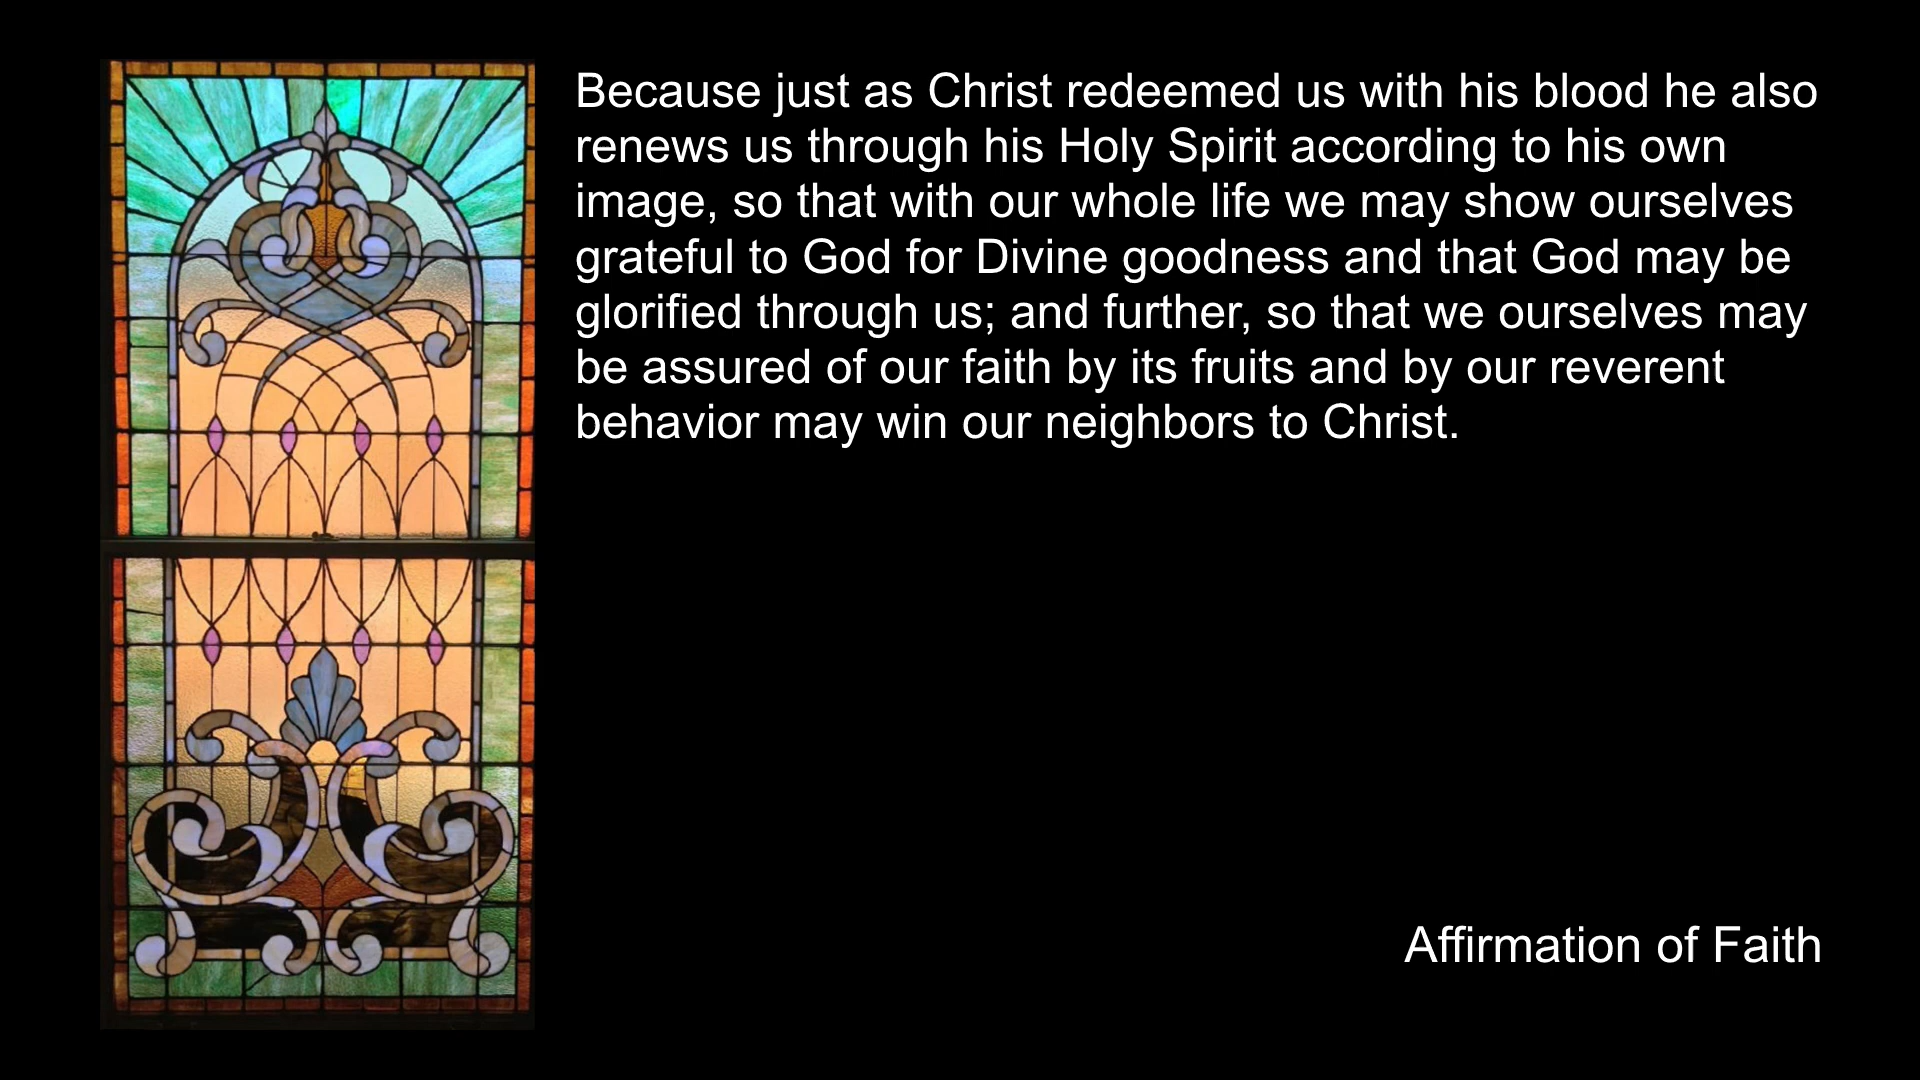 Because just as Christ redeemed us with his blood he also
renews us through his Holy Spirit according to his own
image, so that with our whole life we may show ourselves
grateful to God for Divine goodness and that God may be
glorified through us; and further, so that we ourselves may
be assured of our faith by its fruits and by our reverent
behavior may win our neighbors to Christ.
Affirmation of Faith